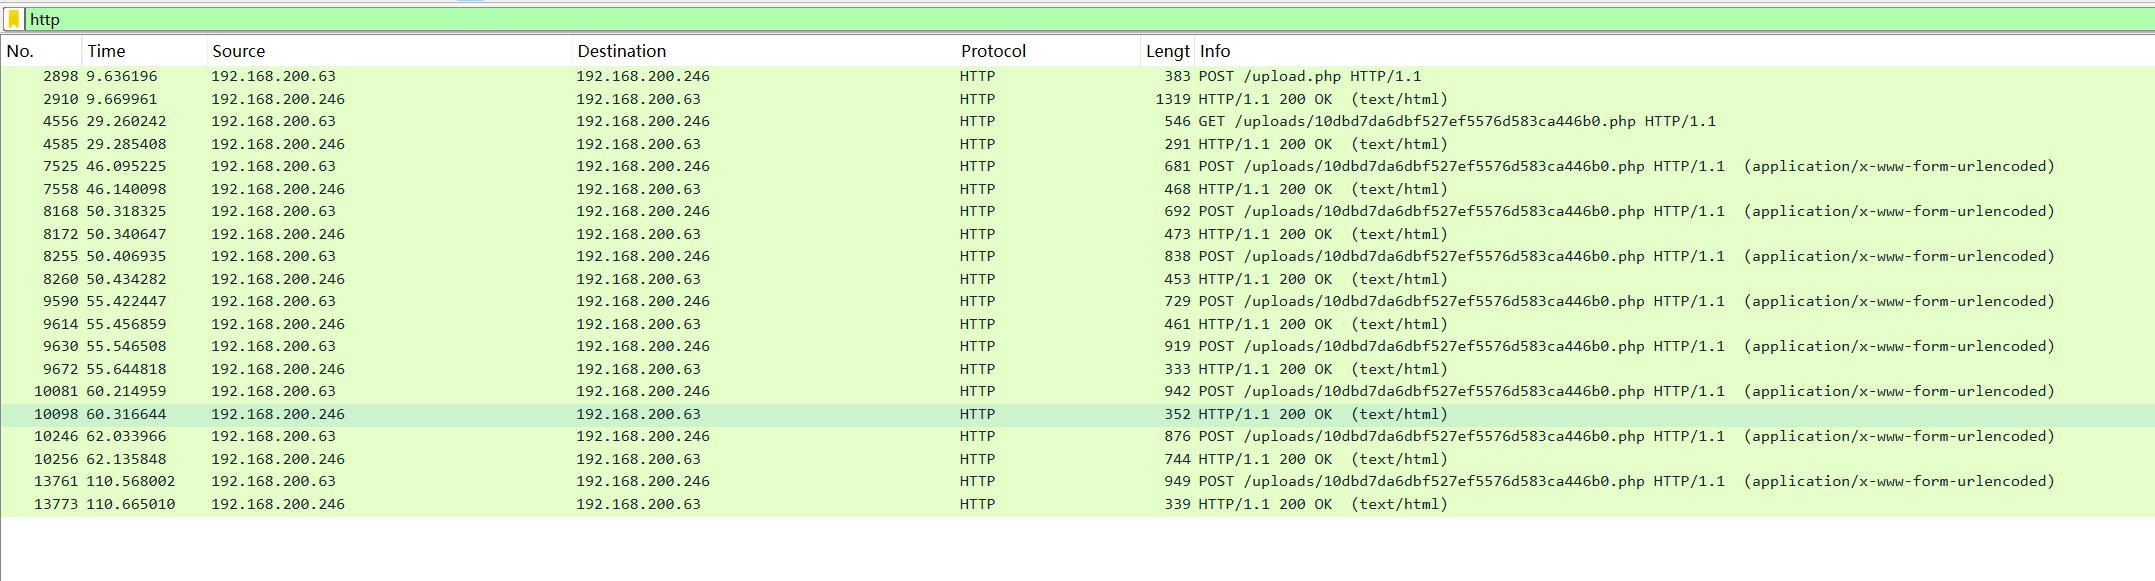 http
No. Time Source Destination Protocol Lengt Info
2898 9.636196 192.168.200.63 192.168.200.246 HTTP 383 POST /upload.php HTTP/1.1
2910 9.669961 192.168.200.246 192.168.200.63 HTTP 1319 HTTP/1.1 200 OK (text/html)
4556 29.260242 192.168.200.63 192.168.200.246 HTTP 546 GET /uploads/10dbd7da6dbf527ef5576d583ca446b0.php HTTP/1.1
4585 29.285408 192.168.200.246 192.168.200.63 HTTP 291 HTTP/1.1 200 OK (text/html)
7525 46.095225 192.168.200.63 192.168.200.246 HTTP 681 POST /uploads/10dbd7da6dbf527ef5576d583ca446b0.php HTTP/1.1 (application/x-www-form-urlencoded)
7558 46.140098 192.168.200.246 192.168.200.63 HTTP 468 HTTP/1.1 200 OK (text/html)
8168 50.318325 192.168.200.63 192.168.200.246 HTTP 692 POST /uploads/10dbd7da6dbf527ef5576d583ca446b0.php HTTP/1.1 (application/x-www-form-urlencoded)
8172 50.340647 192.168.200.246 192.168.200.63 HTTP 473 HTTP/1.1 200 OK (text/html)
8255 50.406935 192.168.200.63 192.168.200.246 HTTP 838 POST /uploads/10dbd7da6dbf527ef5576d583ca446b0.php HTTP/1.1 (application/x-www-form-urlencoded)
8260 50.434282 192.168.200.246 192.168.200.63 HTTP 453 HTTP/1.1 200 OK (text/html)
9590 55.422447 192.168.200.63 192.168.200.246 HTTP 729 POST /uploads/10dbd7da6dbf527ef5576d583ca446b0.php HTTP/1.1 (application/x-www-form-urlencoded)
9614 55.456859 192.168.200.246 192.168.200.63 HTTP 461 HTTP/1.1 200 OK (text/html)
9630 55.546508 192.168.200.63 192.168.200.246 HTTP 919 POST /uploads/10dbd7da6dbf527ef5576d583ca446b0.php HTTP/1.1 (application/x-www-form-urlencoded)
9672 55.644818 192.168.200.246 192.168.200.63 HTTP 333 HTTP/1.1 200 OK (text/html)
10081 60.214959 192.168.200.63 192.168.200.246 HTTP 942 POST /uploads/10dbd7da6dbf527ef5576d583ca446b0.php HTTP/1.1 (application/x-www-form-urlencoded)
10098 60.316644 192.168.200.246 192.168.200.63 HTTP 352 HTTP/1.1 200 OK (text/html)
10246 62.033966 192.168.200.63 192.168.200.246 HTTP 876 POST /uploads/10dbd7da6dbf527ef5576d583ca446b0.php HTTP/1.1 (application/x-www-form-urlencoded)
10256 62.135848 192.168.200.246 192.168.200.63 HTTP 744 HTTP/1.1 200 OK (text/html)
13761 110.568002 192.168.200.63 192.168.200.246 HTTP 949 POST /uploads/10dbd7da6dbf527ef5576d583ca446b0.php HTTP/1.1 (application/x-www-form-urlencoded)
13773 110.665010 192.168.200.246 192.168.200.63 HTTP 339 HTTP/1.1 200 OK (text/html)